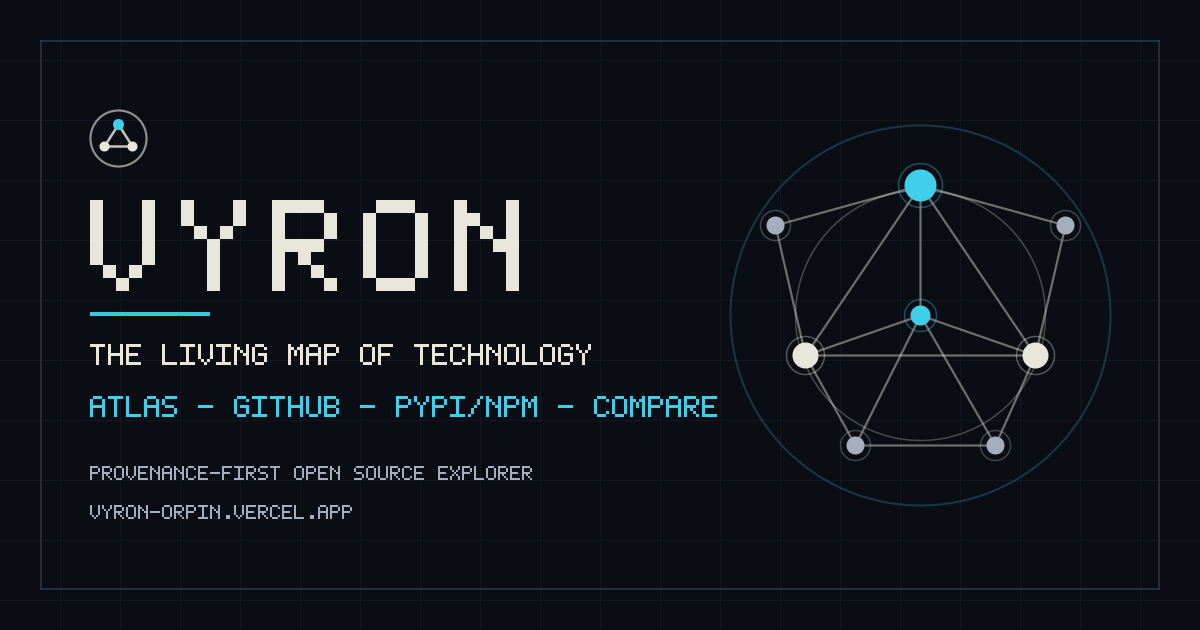 VYRON
THE LIVING MAP OF TECHNOLOGY
ATLAS - GITHUB - PYPI/NPM - COMPARE
PROVENANCE-FIRST OPEN SOURCE EXPLORER
VYRON-ORPIN.VERCEL.APP